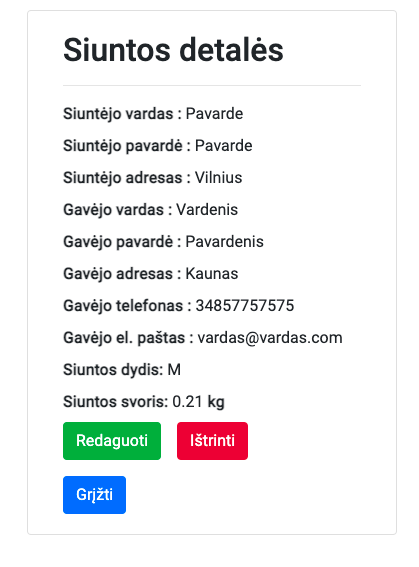 Siuntos detalės
Siuntėjo vardas : Pavarde
Siuntėjo pavardė : Pavarde
Siuntėjo adresas : Vilnius
Gavėjo vardas : Vardenis
Gavėjo pavardė : Pavardenis
Gavėjo adresas : Kaunas
Gavėjo telefonas : 34857757575
Gavėjo el. paštas : vardas@vardas.com
Siuntos dydis: M
Siuntos svoris: 0.21 kg
Redaguoti Ištrinti
Grįžti